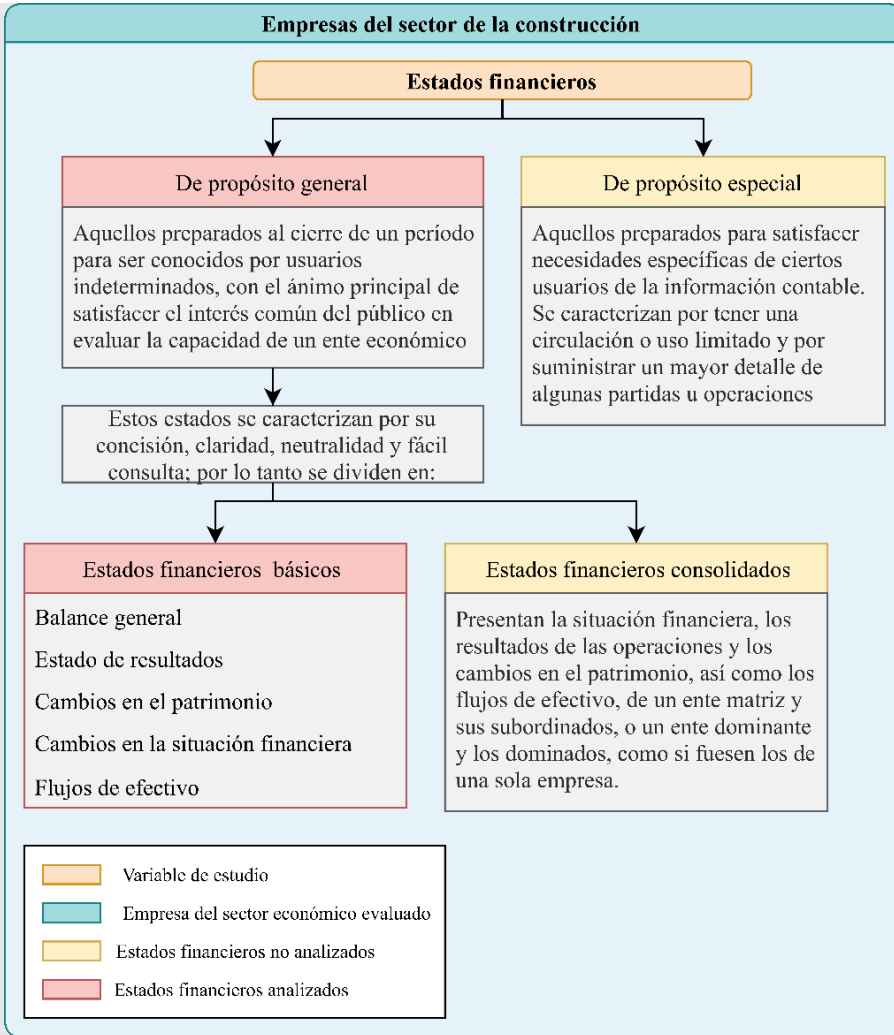 Empresas del sector de la construcción
Estados financieros
De propósito general
Aquellos preparados al cierre de un período
para ser conocidos por usuarios
indeterminados, con el ánimo principal de
satisfacer el interés común del público en
evaluar la capacidad de un ente económico
De propósito especial
Aquellos preparados para satisfacer
necesidades específicas de ciertos
usuarios de la información contable.
Se caracterizan por tener una
circulación o uso limitado y por
suministrar un mayor detalle de
algunas partidas u operaciones
Estos estados se caracterizan por su
concisión, claridad, neutralidad y fácil
consulta; por lo tanto se dividen en:
Estados financieros básicos
Balance general
Estado de resultados
Cambios en el patrimonio
Cambios en la situación financiera
Flujos de efectivo
Estados financieros consolidados
Presentan la situación financiera, los
resultados de las operaciones y los
cambios en el patrimonio, así como los
flujos de efectivo, de un ente matriz y
sus subordinados, o un ente dominante
y los dominados, como si fuesen los de
una sola empresa.
Variable de estudio
Empresa del sector económico evaluado
Estados financieros no analizados
Estados financieros analizados